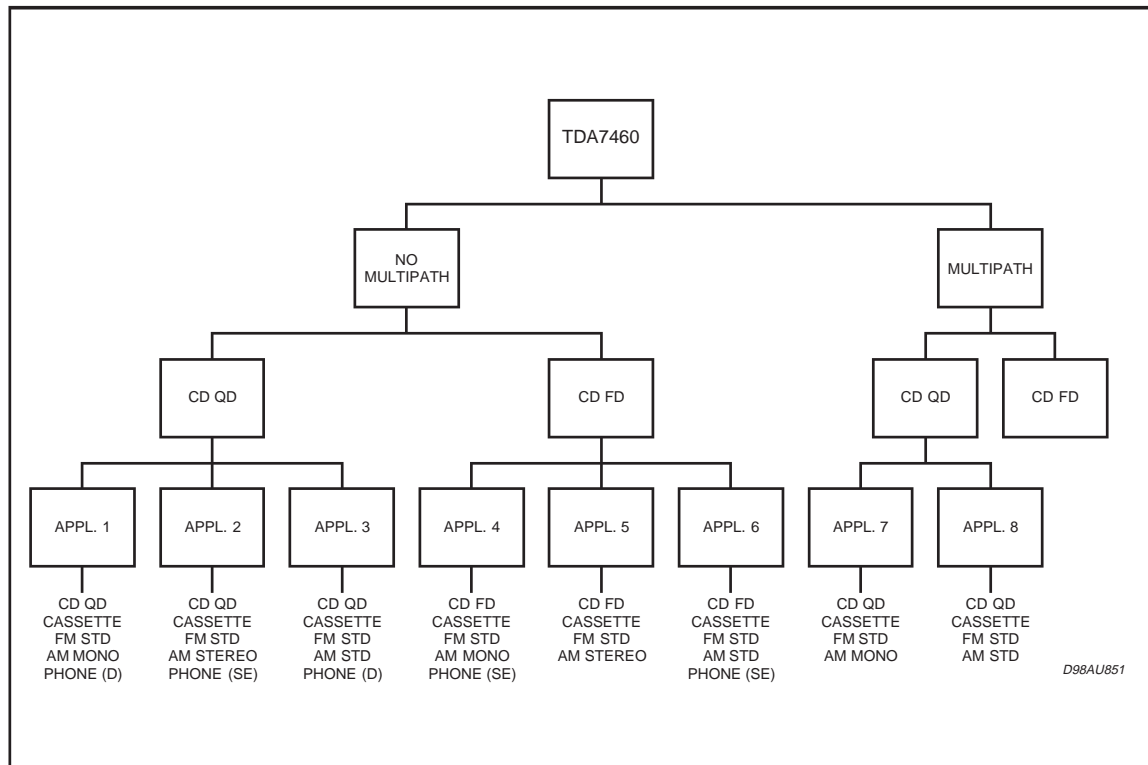 TDA7460
NO
MULTIPATH
MULTIPATH
CD QD
CD FD
CD QD
CD FD
APPL. 1
APPL. 2
APPL. 3
APPL. 4
APPL. 5
APPL. 6
APPL. 7
APPL. 8
CD QD
CASSETTE
FM STD
AM MONO
PHONE (D)
CD QD
CASSETTE
FM STD
AM STEREO
PHONE (SE)
CD QD
CASSETTE
FM STD
AM STD
PHONE (D)
CD FD
CASSETTE
FM STD
AM MONO
PHONE (SE)
CD FD
CASSETTE
FM STD
AM STEREO
CD FD
CASSETTE
FM STD
AM STD
PHONE (SE)
CD QD
CASSETTE
FM STD
AM MONO
CD QD
CASSETTE
FM STD
AM STD
D98AU851